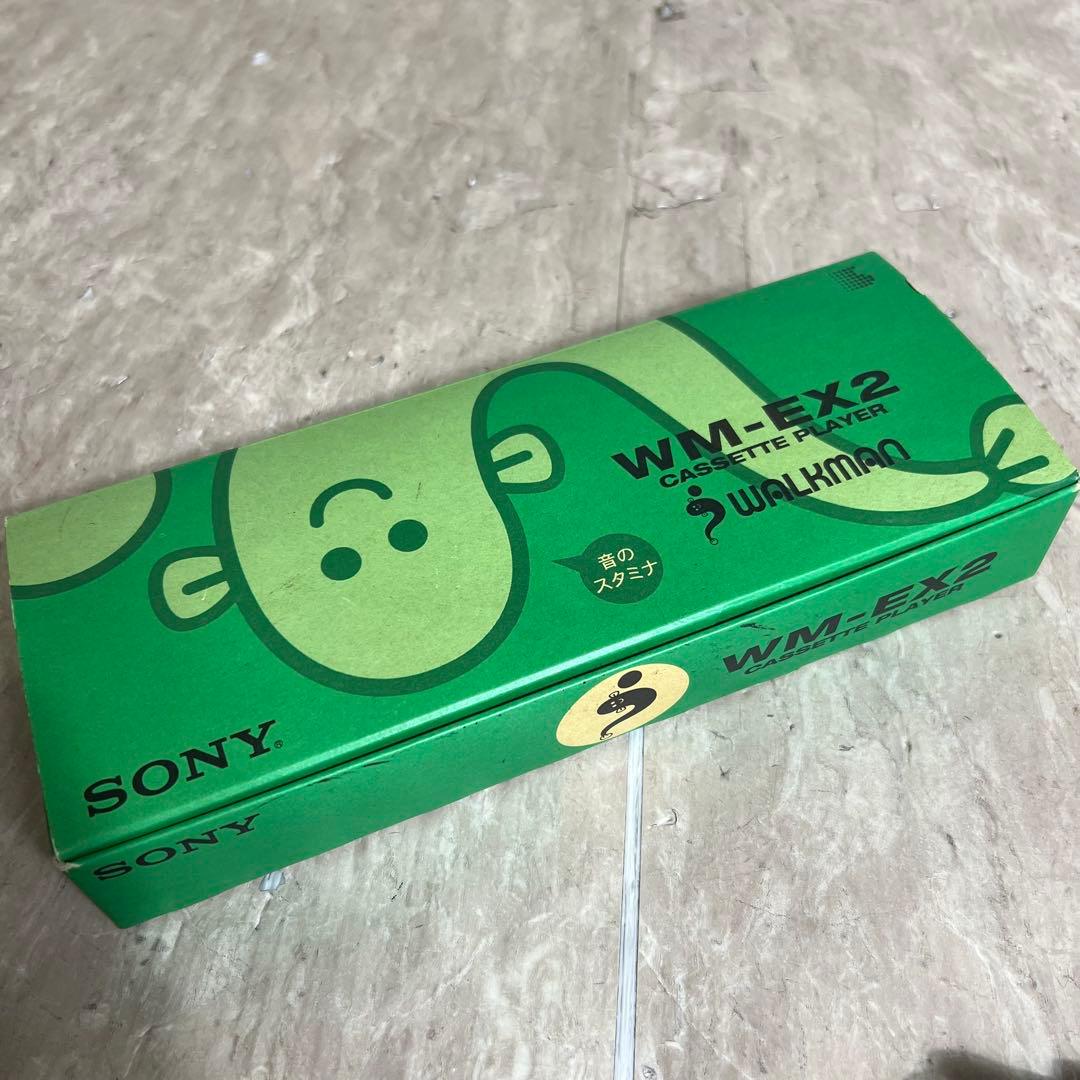 WM-EX2
CASSETTE PLAYER
WALKMAN
音の
スタミナ
SONY®
WM-EX2
CASSETTE PLAYER
SONY